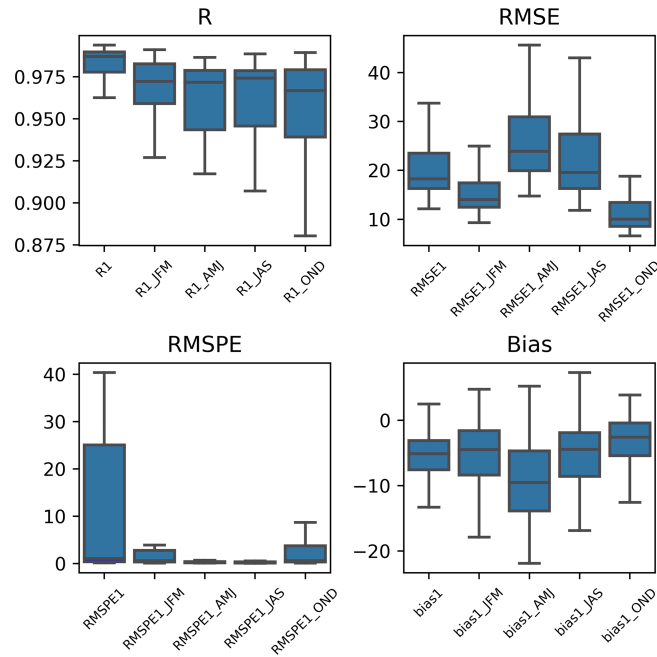 R
0.975
0.950
0.925
0.900
0.875
R1
R1_JFM
R1_AMJ
R1_JAS
R1_OND
RMSE
40
30
20
10
RMSE1
RMSE1_JFM
RMSE1_AMJ
RMSE1_JAS
RMSE1_OND
RMSPE
40
30
20
10
0
RMSPE1
RMSPE1_JFM
RMSPE1_AMJ
RMSPE1_JAS
RMSPE1_OND
Bias
0
−10
−20
bias1
bias1_JFM
bias1_AMJ
bias1_JAS
bias1_OND